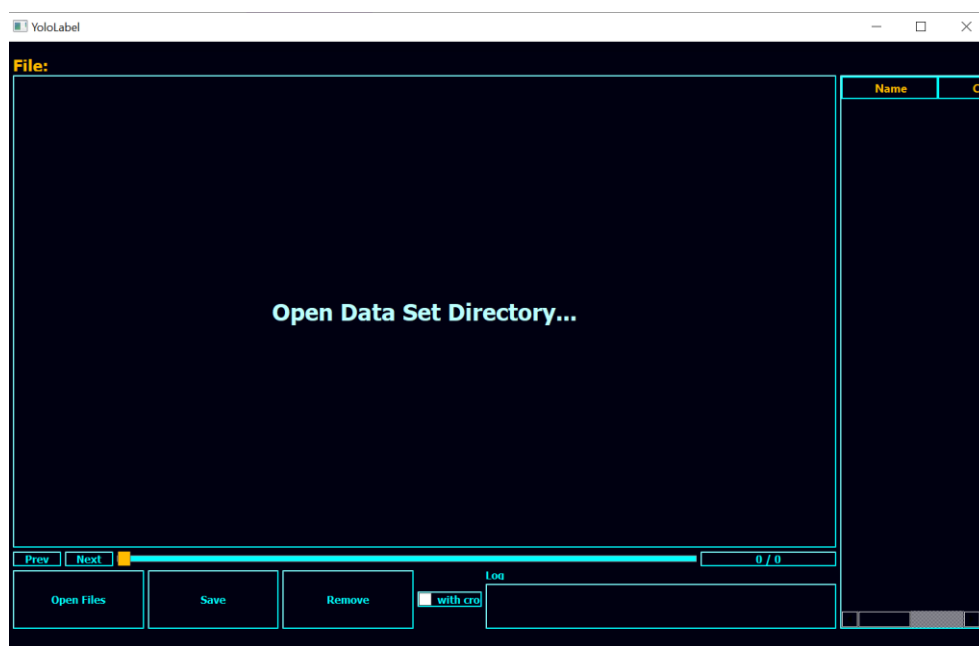 YoloLabel
File:
Name
Open Data Set Directory...
Prev Next 0 / 0
Log
Open Files Save Remove with cro